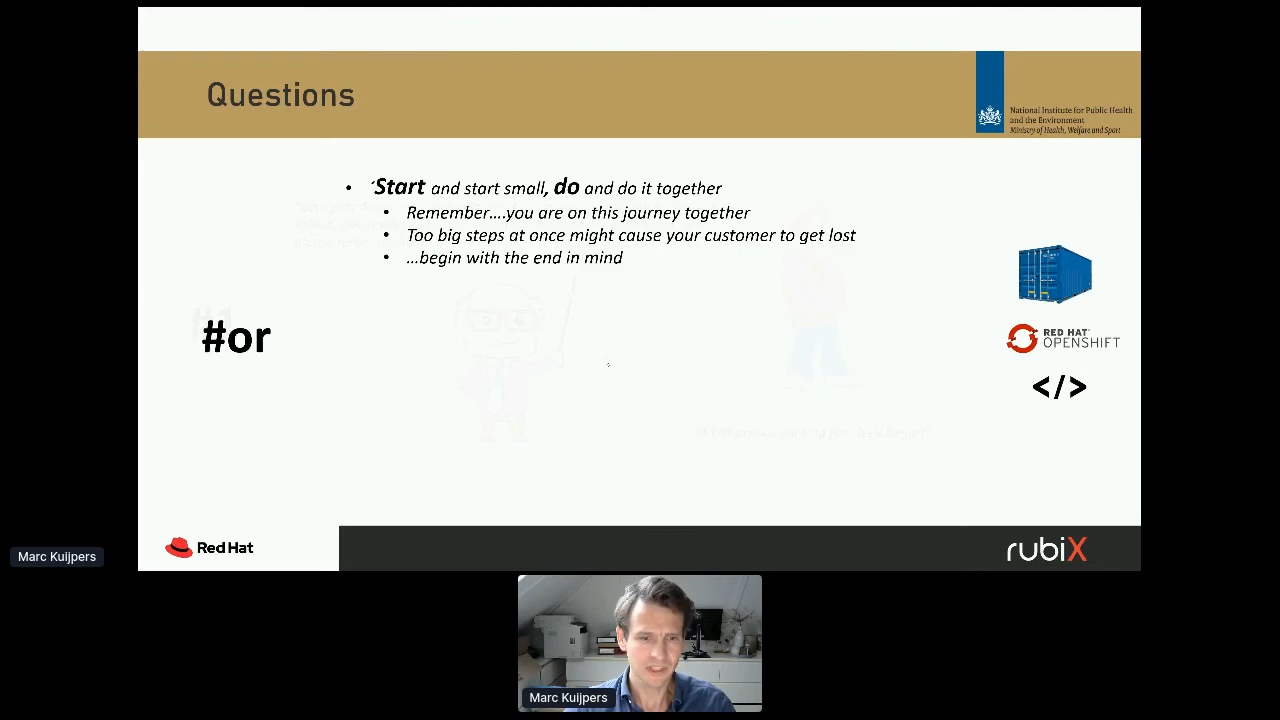 Questions
National Institute for Public Health
and the Environment
Ministry of Health, Welfare and Sport
• ‘Start and start small, do and do it together
• Remember....you are on this journey together
• Too big steps at once might cause your customer to get lost
• ...begin with the end in mind
#or
RED HAT
OPENSHIFT
</>
Red Hat
rubiX
Marc Kuijpers
Marc Kuijpers